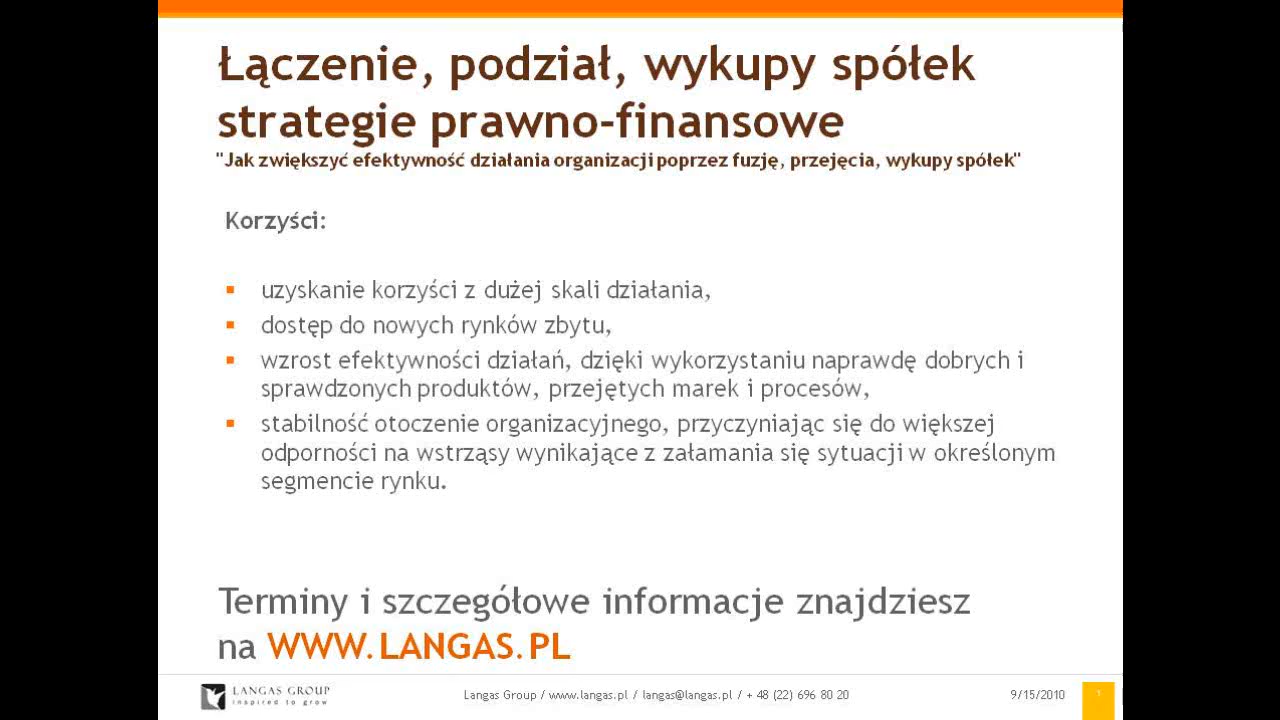 Łączenie, podział, wykupy spółek
strategie prawno-finansowe
"Jak zwiększyć efektywność działania organizacji poprzez fuzję, przejęcia, wykupy spółek"
Korzyści:
uzyskanie korzyści z dużej skali działania,
dostęp do nowych rynków zbytu,
wzrost efektywności działań, dzięki wykorzystaniu naprawdę dobrych i
sprawdzonych produktów, przejętych marek i procesów,
stabilność otoczenie organizacyjnego, przyczyniając się do większej
odporności na wstrząsy wynikające z załamania się sytuacji w określonym
segmencie rynku.
Terminy i szczegółowe informacje znajdziesz
na WWW.LANGAS.PL
LANGAS GROUP
inspired to grow
Langas Group / www.langas.pl / langas@langas.pl / + 48 (22) 696 80 20
9/15/2010
1